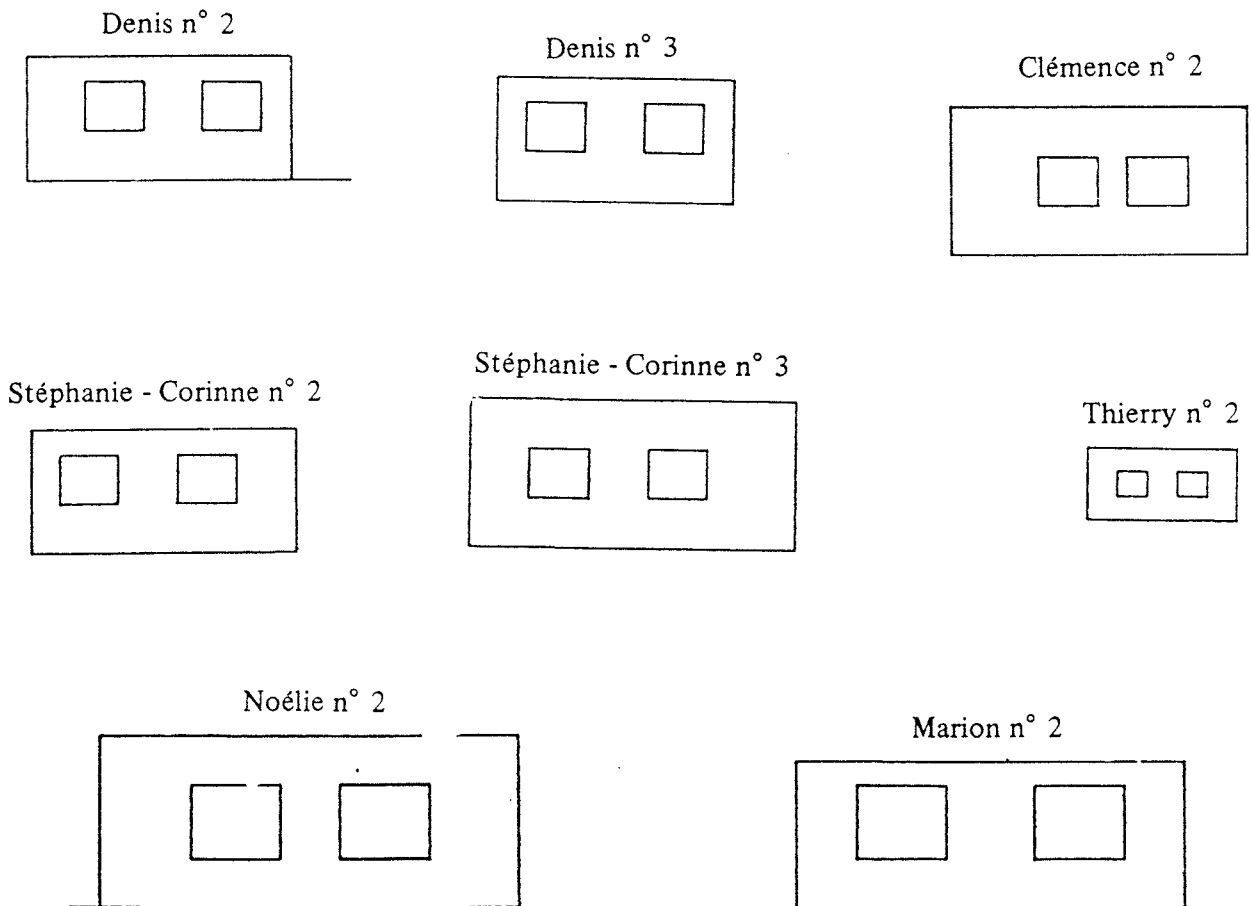 Denis n° 2
Denis n° 3
Clémence n° 2
Stéphanie - Corinne n° 2
Stéphanie - Corinne n° 3
Thierry n° 2
Noélie n° 2
Marion n° 2